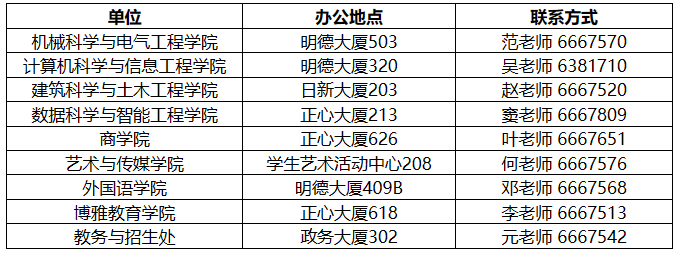 单位 办公地点 联系方式
机械科学与电气工程学院 明德大厦503 范老师 6667570
计算机科学与信息工程学院 明德大厦320 吴老师 6381710
建筑科学与土木工程学院 日新大厦203 赵老师 6667520
数据科学与智能工程学院 正心大厦213 窦老师 6667809
商学院 正心大厦626 叶老师 6667651
艺术与传媒学院 学生艺术活动中心208 何老师 6667576
外国语学院 明德大厦409B 邓老师 6667568
博雅教育学院 正心大厦618 李老师 6667513
教务与招生处 政务大厦302 元老师 6667542